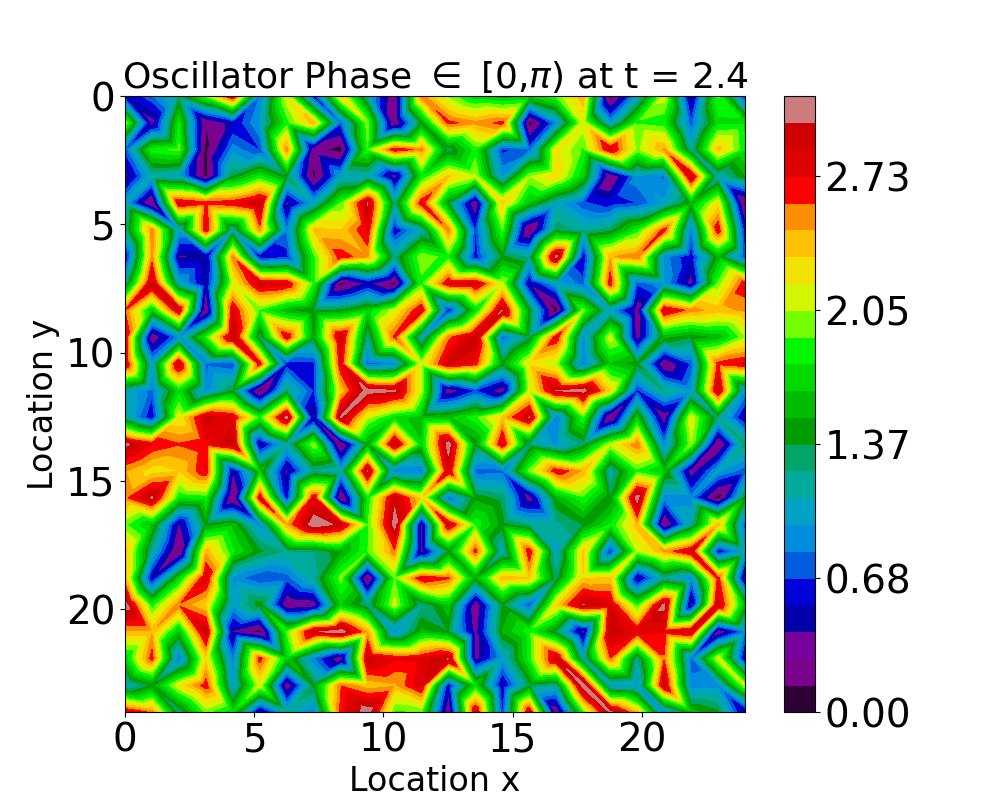 Oscillator Phase ∈ [0,π) at t = 2.4
0
5
10
15
20
Location y
0 5 10 15 20
Location x
2.73
2.05
1.37
0.68
0.00